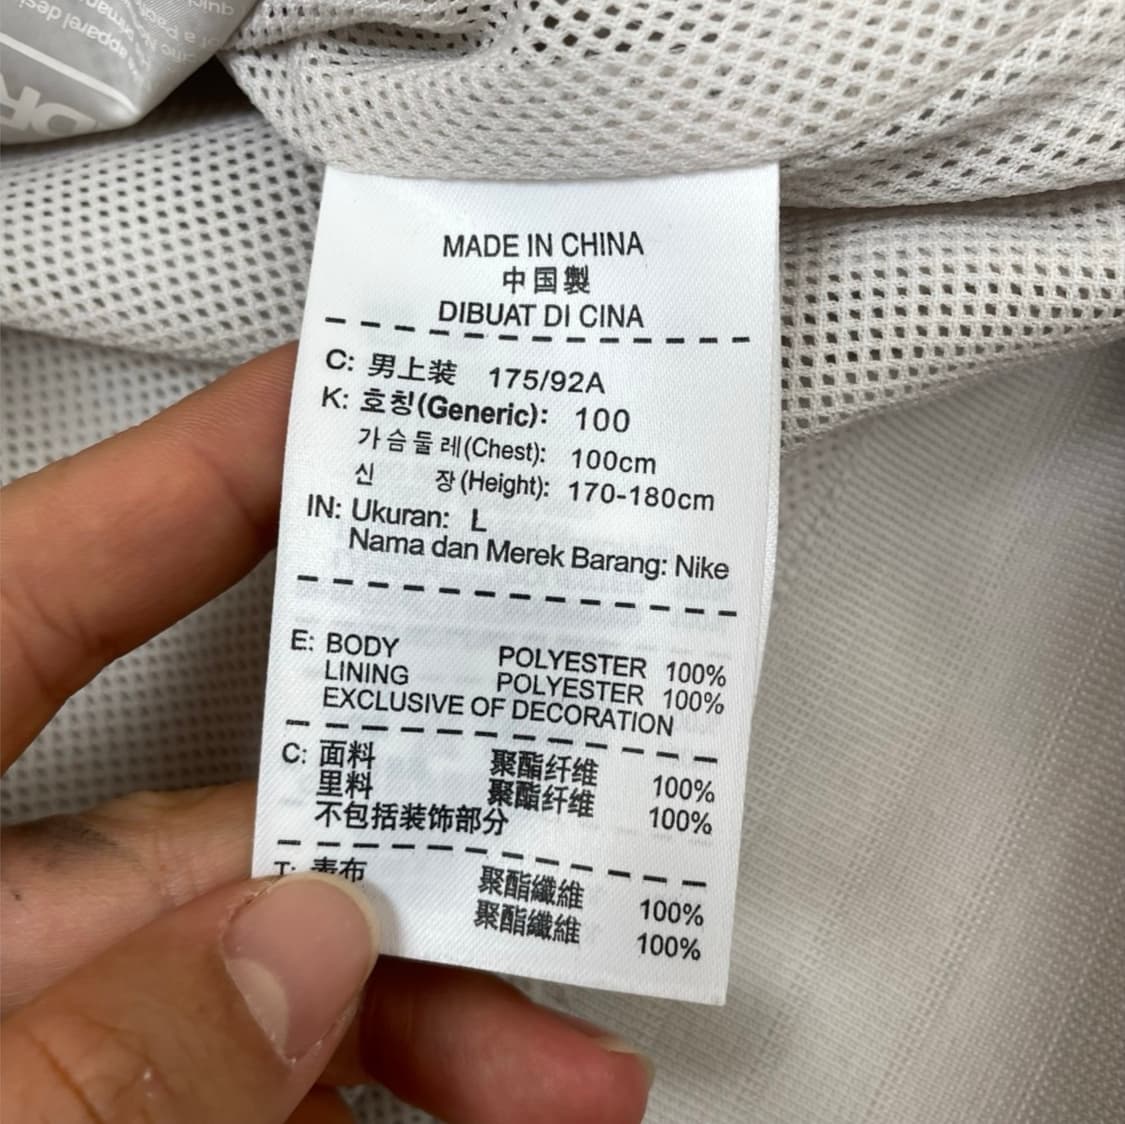 MADE IN CHINA
中国製
DIBUAT DI CINA
C: 男上装 175/92A
K: 호칭(Generic): 100
가슴둘레(Chest): 100cm
신 장(Height): 170-180cm
IN: Ukuran: L
Nama dan Merek Barang: Nike
E: BODY POLYESTER 100%
LINING POLYESTER 100%
EXCLUSIVE OF DECORATION
C: 面料 聚酯纤维 100%
里料 聚酯纤维 100%
不包括装饰部分
T: 表布 聚酯纖維 100%
聚酯纖維 100%